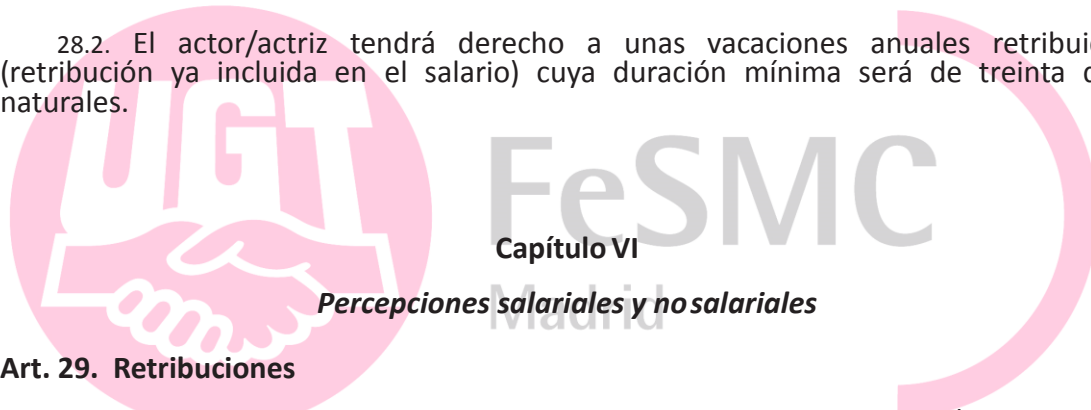 28.2. El actor/actriz tendrá derecho a unas vacaciones anuales retribui
(retribución ya incluida en el salario) cuya duración mínima será de treinta
naturales.
UGT
FeSMC
Capítulo VI
Percepciones salariales y no salariales
Madrid
Art. 29. Retribuciones